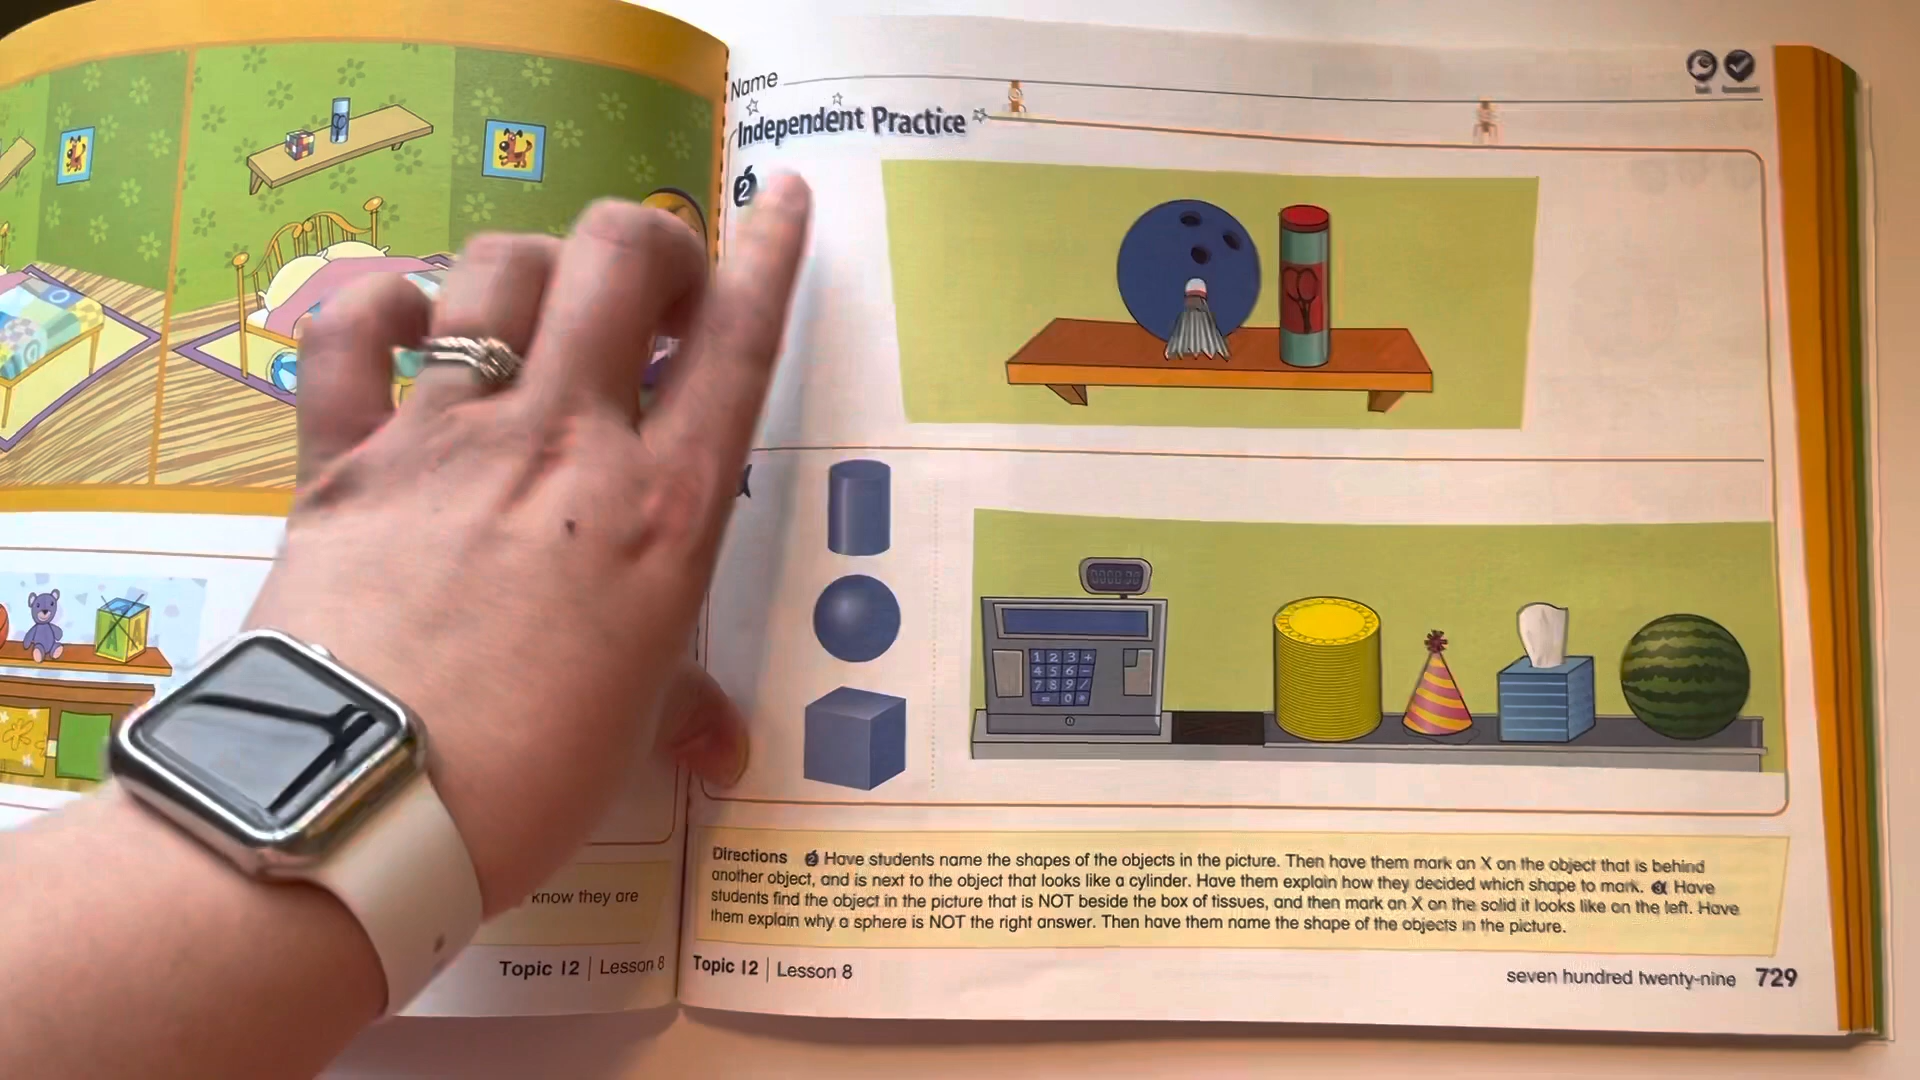 Name
Independent Practice
2
1 2 3 +
4 5 6 -
7 8 9 /
= 0 *
Directions 2 Have students name the shapes of the objects in the picture. Then have them mark an X on the object that is behind
another object, and is next to the object that looks like a cylinder. Have them explain how they decided which shape to mark. 3 Have
students find the object in the picture that is NOT beside the box of tissues, and then mark an X on the solid it looks like on the left. Have
them explain why a sphere is NOT the right answer. Then have them name the shape of the objects in the picture.
know they are
Topic 12 | Lesson 8
Topic 12 | Lesson 8
seven hundred twenty-nine 729